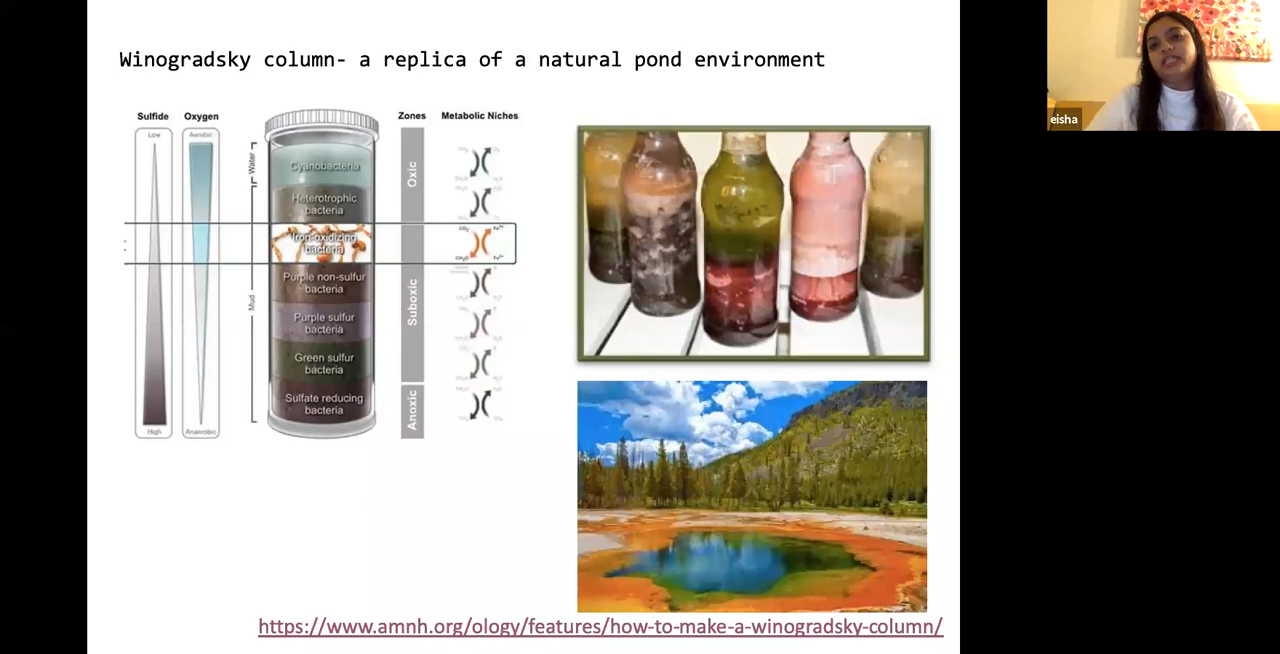 Winogradsky column- a replica of a natural pond environment
Sulfide
Oxygen
Zones
Metabolic Niches
Low
Aerobic
Water
Cyanobacteria
Oxic
Heterotrophic
bacteria
Iron-oxidizing
bacteria
Purple non-sulfur
bacteria
Mud
Suboxic
Purple sulfur
bacteria
Green sulfur
bacteria
Sulfate reducing
bacteria
Anoxic
High
Anaerobic
https://www.amnh.org/ology/features/how-to-make-a-winogradsky-column/
eisha